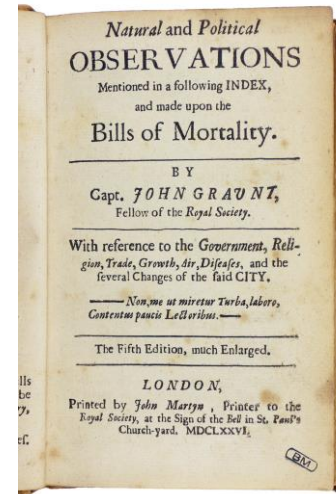 Natural and Political
OBSERVATIONS
Mentioned in a following INDEX,
and made upon the
Bills of Mortality.
BY
Capt. JOHN GRAUNT,
Fellow of the Royal Society.
With reference to the Government, Reli-
gion, Trade, Growth, Air, Diseaſes, and the
ſeveral Changes of the ſaid CITY.
—— Non, me ut miretur Turba, laboro,
Contentus paucis Lectoribus. ——
The Fifth Edition, much Enlarged.
LONDON,
Printed by John Martyn , Printer to the
Royal Society, at the Sign of the Bell in St. Paul's
Church-yard. MDCLXXVI.
BM
lls
be